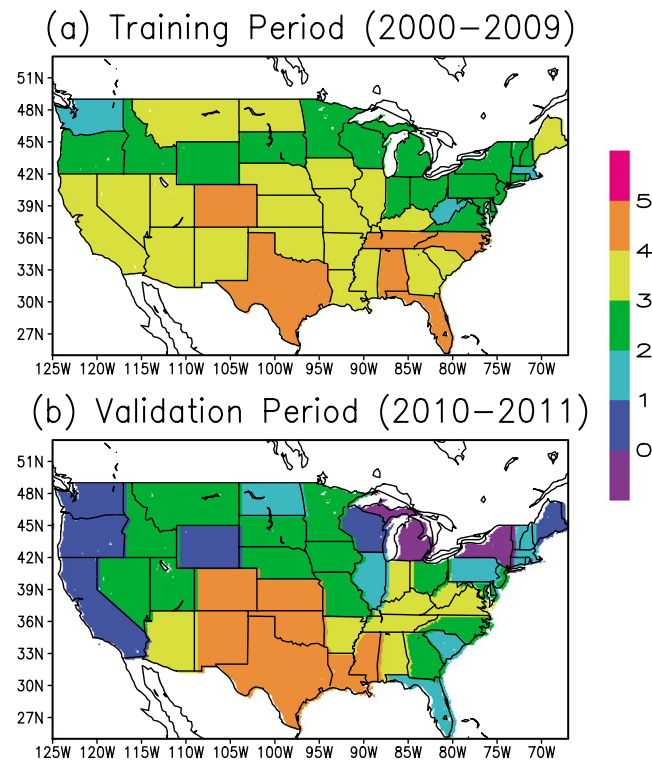 (a) Training Period (2000−2009)
51N
48N
45N
42N
39N
36N
33N
30N
27N
125W 120W 115W 110W 105W 100W 95W 90W 85W 80W 75W 70W
5
4
3
2
1
0
(b) Validation Period (2010−2011)
51N
48N
45N
42N
39N
36N
33N
30N
27N
125W 120W 115W 110W 105W 100W 95W 90W 85W 80W 75W 70W